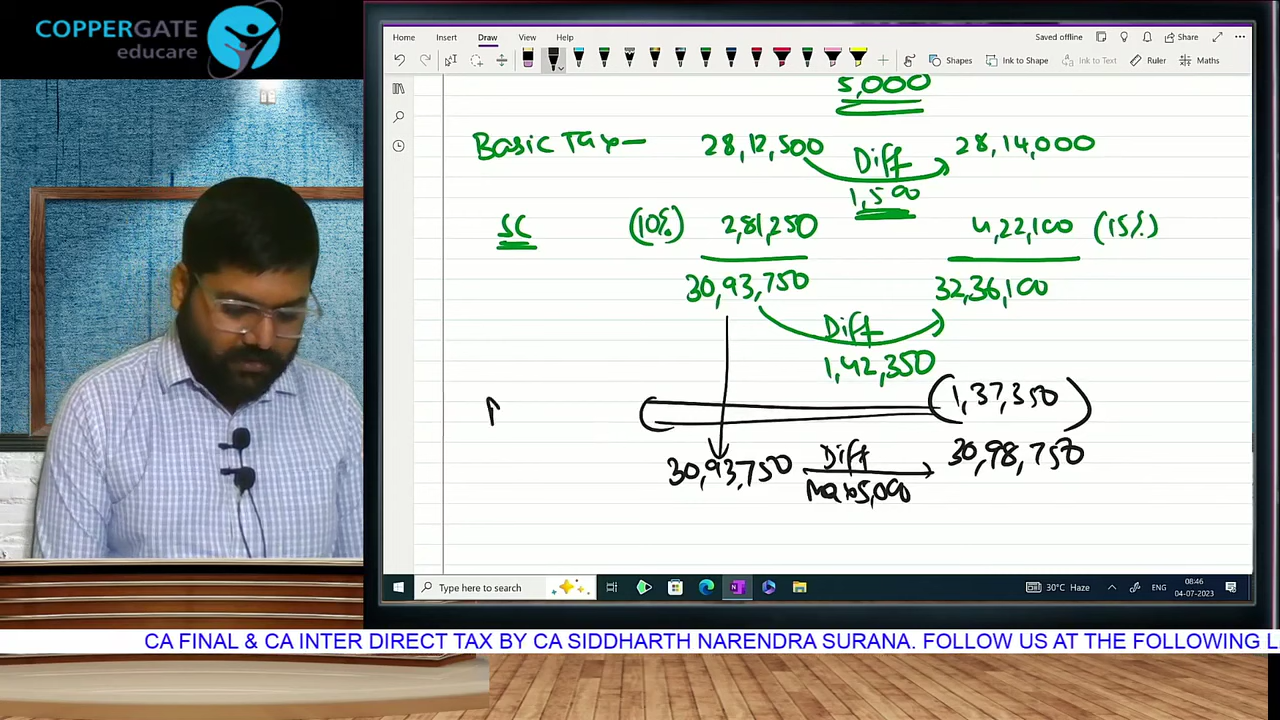 COPPERGATE
educare
Home Insert Draw View Help
Saved offline
Share
Shapes
Ink to Shape
Ink to Text
Ruler
Maths
5,000
Basic Tax— 28,12,500 Diff 28,14,000
1,500
SC (10%) 2,81,250 4,22,100 (15%)
30,93,750 32,36,100
Diff
1,42,350
(1,37,350)
30,93,750 Diff 30,98,750
5,000
Type here to search
30°C Haze
ENG
08:46
04-07-2023
CA FINAL & CA INTER DIRECT TAX BY CA SIDDHARTH NARENDRA SURANA. FOLLOW US AT THE FOLLOWING L